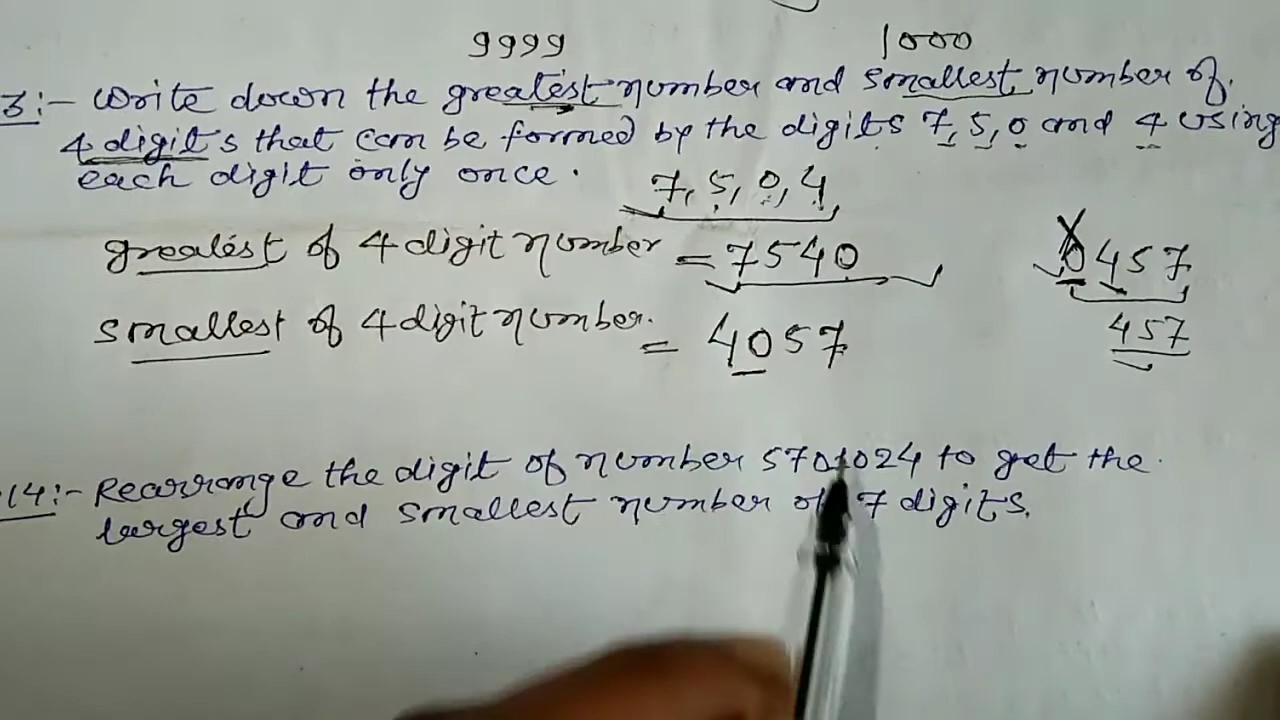 9999 1000
3:- Write down the greatest number and smallest number of.
4 digits that can be formed by the digits 7, 5, 0 and 4 using
each digit only once.
7, 5, 0, 4
greatest of 4 digit number = 7540
0457
smallest of 4 digit number. = 4057
457
14:- Rearrange the digit of number 5701024 to get the
largest and smallest number of 7 digits.